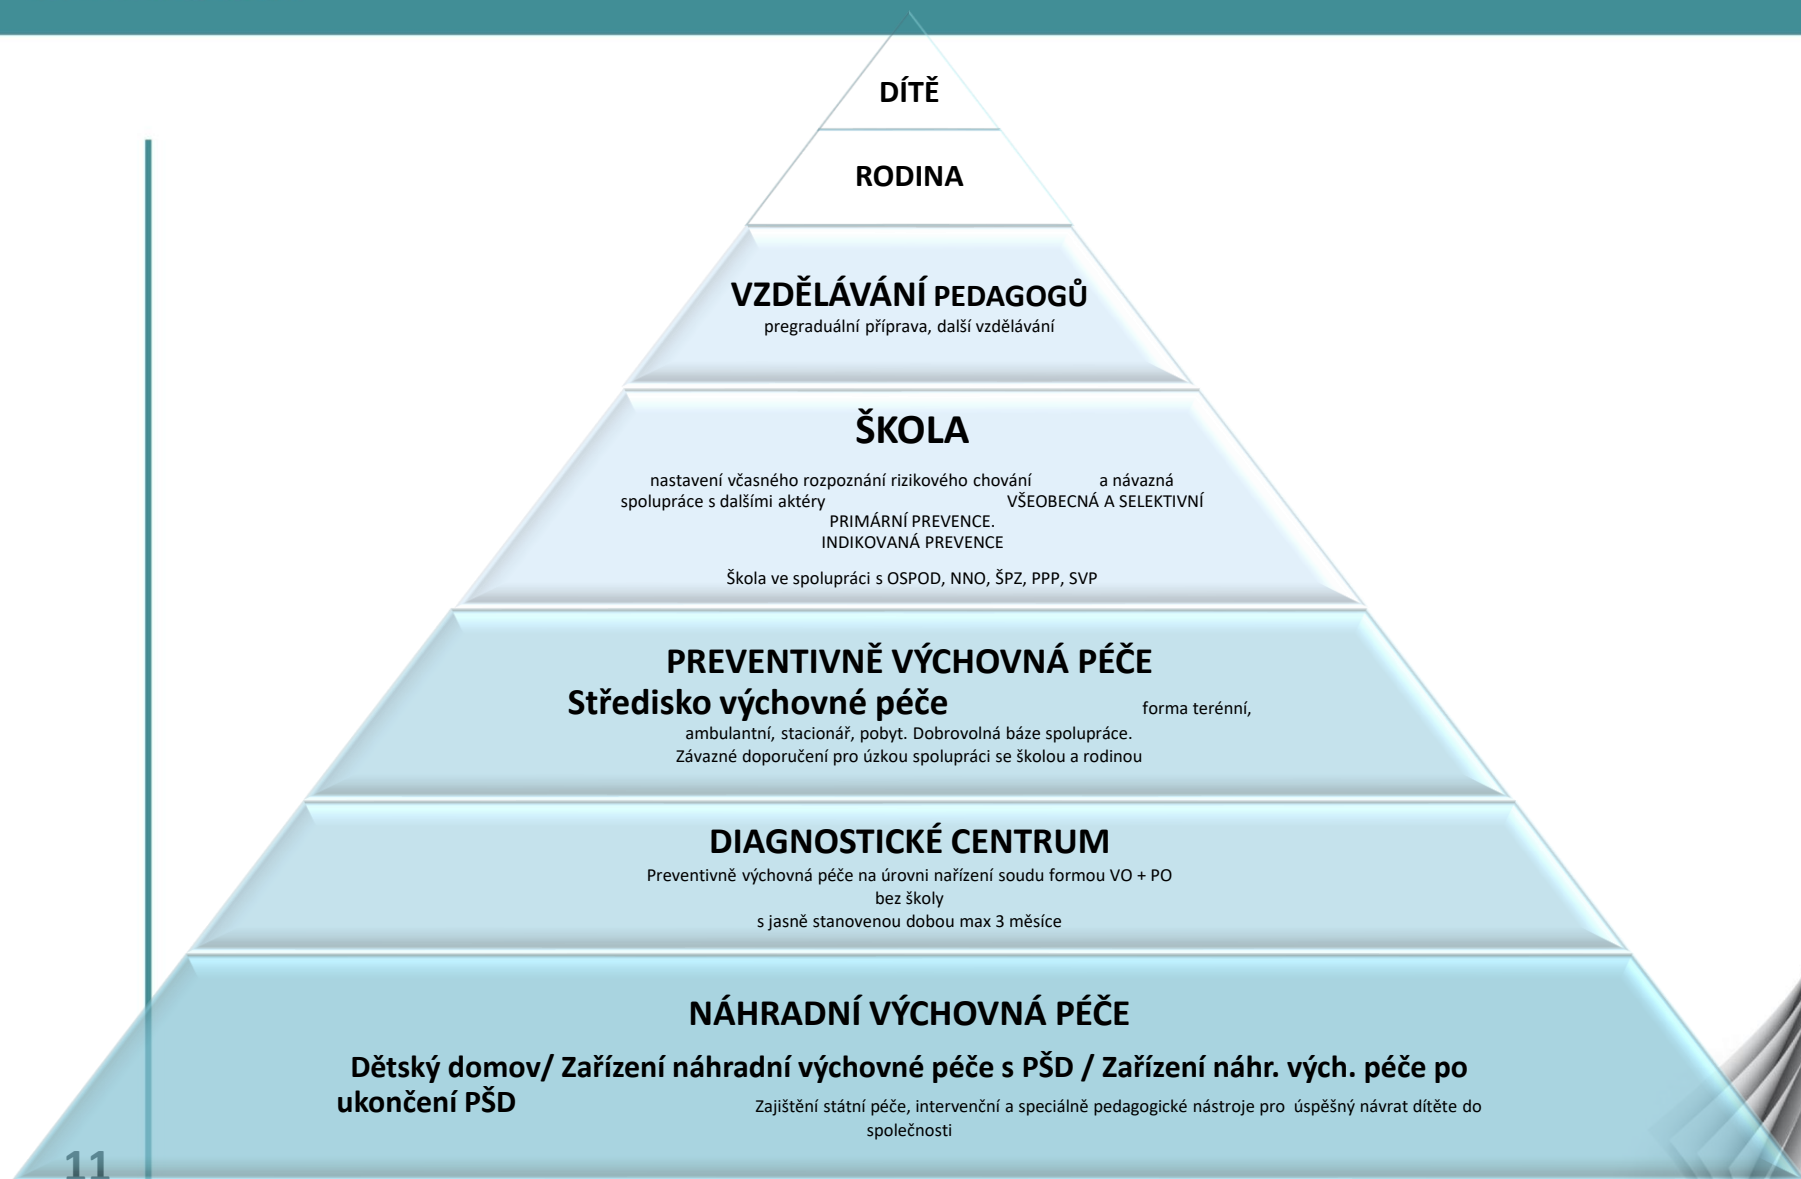 DÍTĚ
RODINA
VZDĚLÁVÁNÍ PEDAGOGŮ
pregraduální příprava, další vzdělávání
ŠKOLA
nastavení včasného rozpoznání rizikového chování a návazná
spolupráce s dalšími aktéry VŠEOBECNÁ A SELEKTIVNÍ
PRIMÁRNÍ PREVENCE.
INDIKOVANÁ PREVENCE
Škola ve spolupráci s OSPOD, NNO, ŠPZ, PPP, SVP
PREVENTIVNĚ VÝCHOVNÁ PÉČE
Středisko výchovné péče forma terénní,
ambulantní, stacionář, pobyt. Dobrovolná báze spolupráce.
Závazné doporučení pro úzkou spolupráci se školou a rodinou
DIAGNOSTICKÉ CENTRUM
Preventivně výchovná péče na úrovni nařízení soudu formou VO + PO
bez školy
s jasně stanovenou dobou max 3 měsíce
NÁHRADNÍ VÝCHOVNÁ PÉČE
Dětský domov/ Zařízení náhradní výchovné péče s PŠD / Zařízení náhr. vých. péče po
ukončení PŠD Zajištění státní péče, intervenční a speciálně pedagogické nástroje pro úspěšný návrat dítěte do
společnosti
11